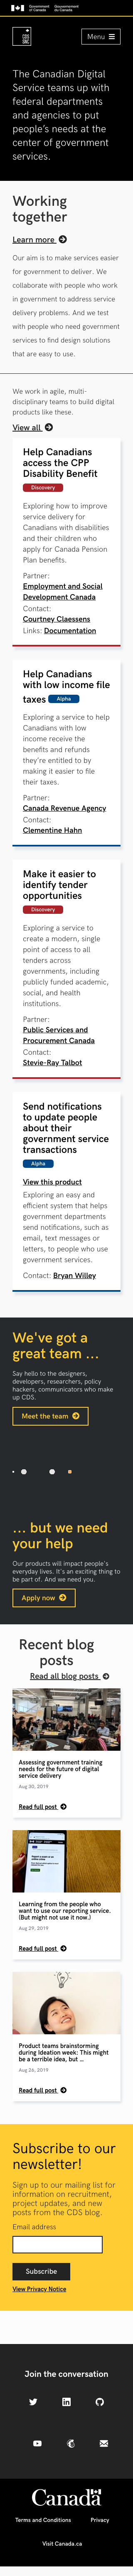 Government of Canada
Gouvernement du Canada
CDS
SNC
Menu
The Canadian Digital
Service teams up with
federal departments
and agencies to put
people's needs at the
center of government
services.
Working
together
Learn more
Our aim is to make services easier
for government to deliver. We
collaborate with people who work
in government to address service
delivery problems. And we test
with people who need government
services to find design solutions
that are easy to use.
We work in agile, multi-
disciplinary teams to build digital
products like these.
View all
Help Canadians
access the CPP
Disability Benefit
Discovery
Exploring how to improve
service delivery for
Canadians with disabilities
and their children who
apply for Canada Pension
Plan benefits.
Partner:
Employment and Social
Development Canada
Contact:
Courtney Claessens
Links: Documentation
Help Canadians
with low income file
taxes Alpha
Exploring a service to help
Canadians with low
income receive the
benefits and refunds
they're entitled to by
making it easier to file
their taxes.
Partner:
Canada Revenue Agency
Contact:
Clementine Hahn
Make it easier to
identify tender
opportunities
Discovery
Exploring a service to
create a modern, single
point of access to all
tenders across
governments, including
publicly funded academic,
social, and health
institutions.
Partner:
Public Services and
Procurement Canada
Contact:
Stevie-Ray Talbot
Send notifications
to update people
about their
government service
transactions
Alpha
View this product
Exploring an easy and
efficient system that helps
government departments
send notifications, such as
email, text messages or
letters, to people who use
government services.
Contact: Bryan Willey
We've got a
great team ...
Say hello to the designers,
developers, researchers, policy
hackers, communicators who make
up CDS.
Meet the team
... but we need
your help
Our products will impact people's
everyday lives. It's an exciting thing to
be part of. And we need you.
Apply now
Recent blog
posts
Read all blog posts
Assessing government training
needs for the future of digital
service delivery
Aug 30, 2019
Read full post
Learning from the people who
want to use our reporting service.
(But might not use it now.)
Aug 29, 2019
Read full post
Product teams brainstorming
during Ideation week: This might
be a terrible idea, but ...
Aug 26, 2019
Read full post
Subscribe to our
newsletter!
Sign up to our mailing list for
information on recruitment,
project updates, and new
posts from the CDS blog.
Email address
Subscribe
View Privacy Notice
Join the conversation
Canada
Terms and Conditions
Privacy
Visit Canada.ca